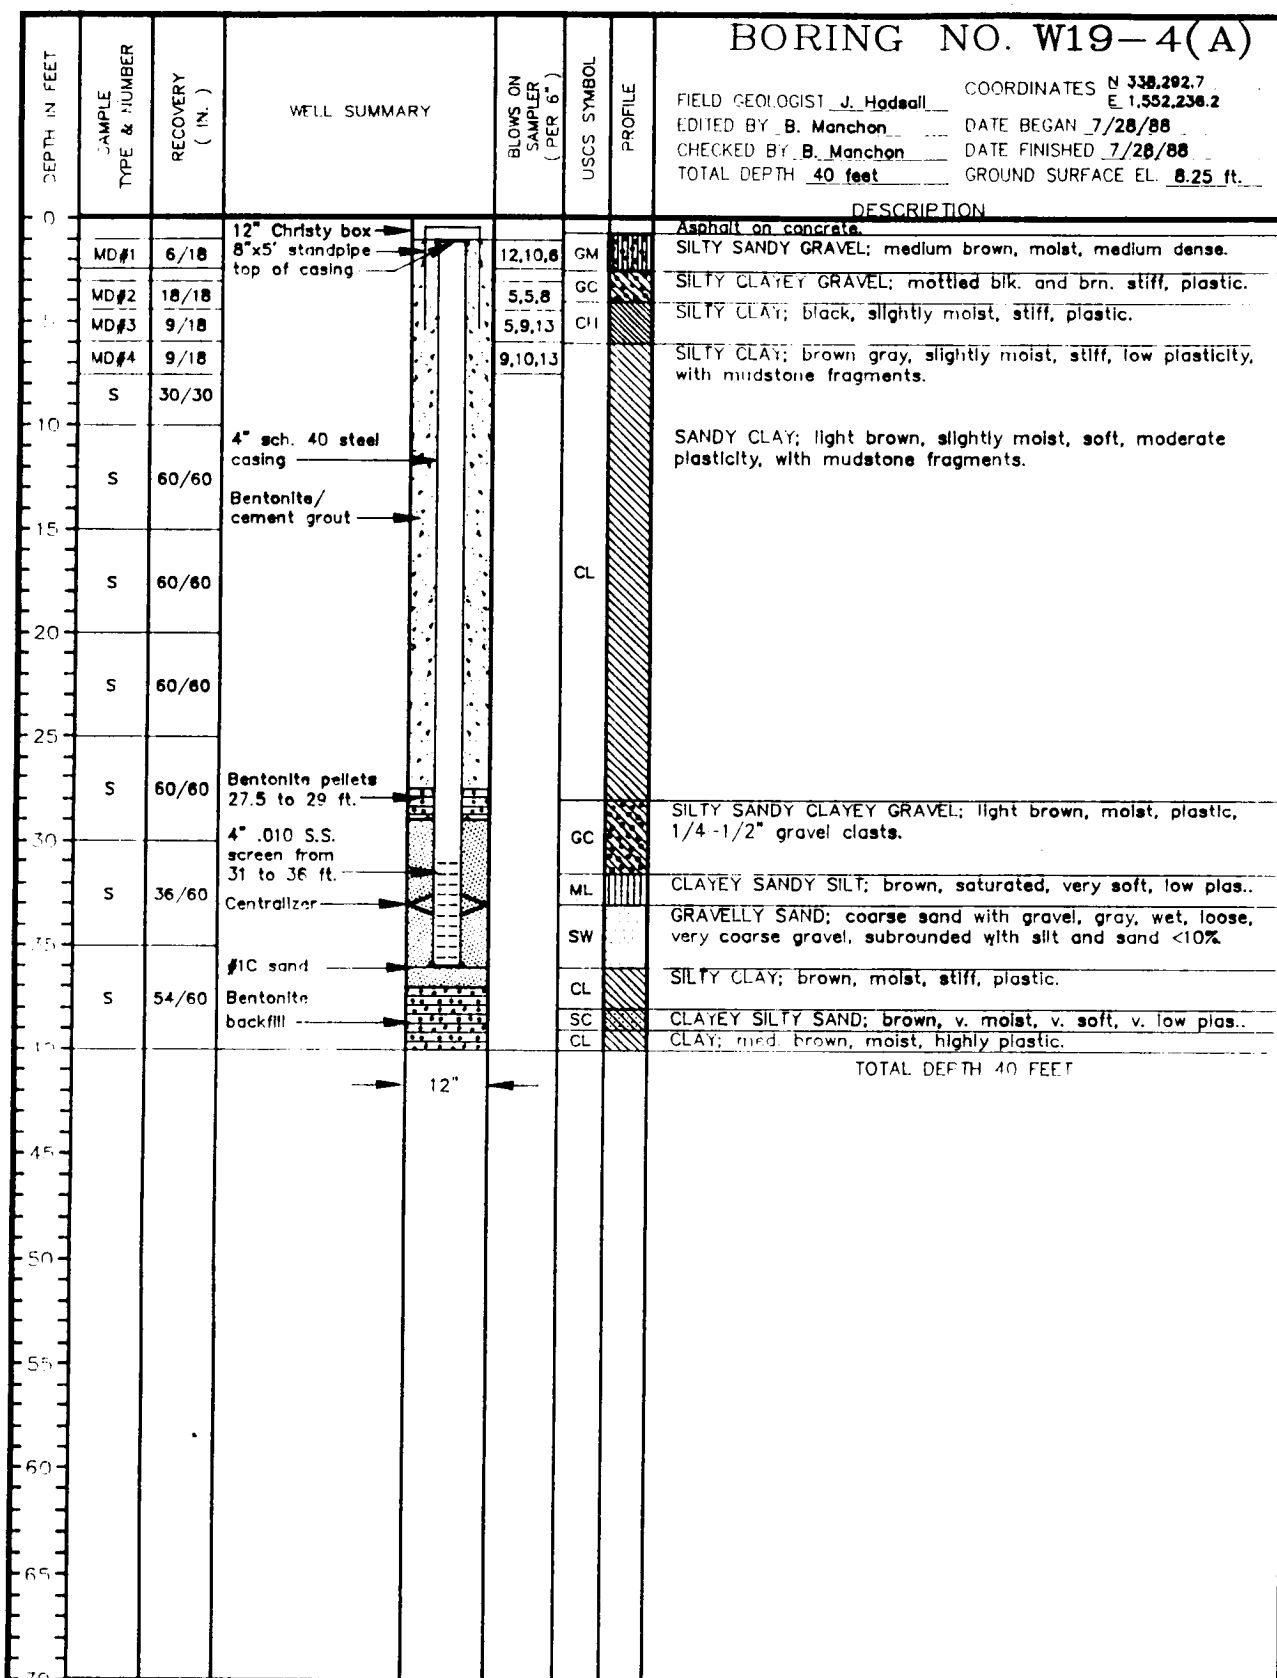 BORING NO. W19-4(A)
COORDINATES N 338,292.7
E 1,552,236.2
FIELD GEOLOGIST J. Hadsall
EDITED BY B. Manchon
DATE BEGAN 7/28/88
CHECKED BY B. Manchon
DATE FINISHED 7/28/88
TOTAL DEPTH 40 feet
GROUND SURFACE EL. 8.25 ft.
DEPTH IN FEET
SAMPLE TYPE & NUMBER
RECOVERY ( IN. )
WELL SUMMARY
BLOWS ON SAMPLER ( PER 6" )
USCS SYMBOL
PROFILE
DESCRIPTION
0
12" Christy box
Asphalt on concrete.
MD#1 6/18
8"x5' standpipe
12,10,6 GM
SILTY SANDY GRAVEL; medium brown, moist, medium dense.
top of casing
MD#2 18/18
5,5,8 GC
SILTY CLAYEY GRAVEL; mottled blk. and brn. stiff, plastic.
5
MD#3 9/18
5,9,13 CH
SILTY CLAY; black, slightly moist, stiff, plastic.
MD#4 9/18
9,10,13
SILTY CLAY; brown gray, slightly moist, stiff, low plasticity,
with mudstone fragments.
S 30/30
10
4" sch. 40 steel
casing
SANDY CLAY; light brown, slightly moist, soft, moderate
plasticity, with mudstone fragments.
S 60/60
Bentonite/
cement grout
15
S 60/60
CL
20
S 60/60
25
S 60/60
Bentonite pellets
27.5 to 29 ft.
SILTY SANDY CLAYEY GRAVEL; light brown, moist, plastic,
1/4-1/2" gravel clasts.
30
4" .010 S.S.
screen from
31 to 36 ft.
GC
S 36/60
Centralizer
ML
CLAYEY SANDY SILT; brown, saturated, very soft, low plas..
GRAVELLY SAND; coarse sand with gravel, gray, wet, loose,
very coarse gravel, subrounded with silt and sand <10%
SW
35
#1C sand
CL
SILTY CLAY; brown, moist, stiff, plastic.
S 54/60
Bentonite
backfill
SC
CLAYEY SILTY SAND; brown, v. moist, v. soft, v. low plas..
CL
CLAY; med. brown, moist, highly plastic.
40
TOTAL DEPTH 40 FEET
12"
45
50
55
60
65
70